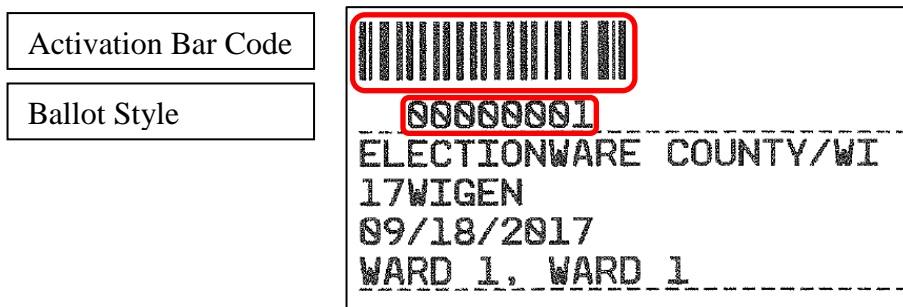 Activation Bar Code
Ballot Style
00000001
ELECTIONWARE COUNTY/WI
17WIGEN
09/18/2017
WARD 1, WARD 1